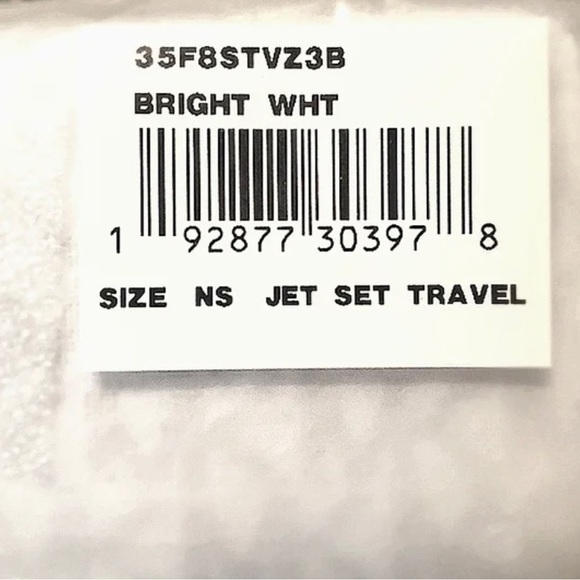 35F8STVZ3B
BRIGHT WHT
1 92877 30397 8
SIZE NS JET SET TRAVEL